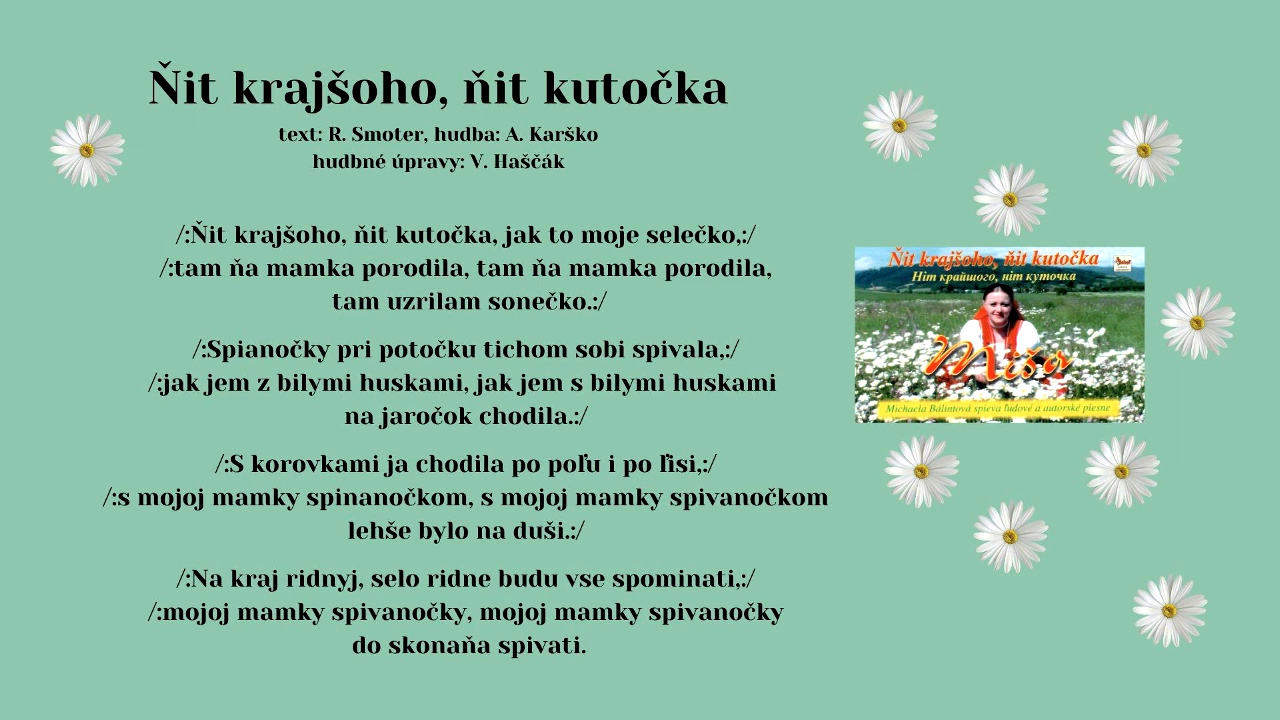 Ňit krajšoho, ňit kutočka
text: R. Smoter, hudba: A. Karško
hudbné úpravy: V. Haščák
/:Ňit krajšoho, ňit kutočka, jak to moje selečko,:/
/:tam ňa mamka porodila, tam ňa mamka porodila,
tam uzrilam sonečko.:/
/:Spianočky pri potočku tichom sobi spivala,:/
/:jak jem z bilymi huskami, jak jem s bilymi huskami
na jaročok chodila.:/
/:S korovkami ja chodila po poľu i po ľisi,:/
/:s mojoj mamky spinanočkom, s mojoj mamky spivanočkom
lehše bylo na duši.:/
/:Na kraj ridnyj, selo ridne budu vse spominati,:/
/:mojoj mamky spivanočky, mojoj mamky spivanočky
do skonaňa spivati.
Ňit krajšoho, ňit kutočka
Нїт крайшого, нїт куточка
Miša
Michaela Bálintová spieva ľudové a autorské piesne